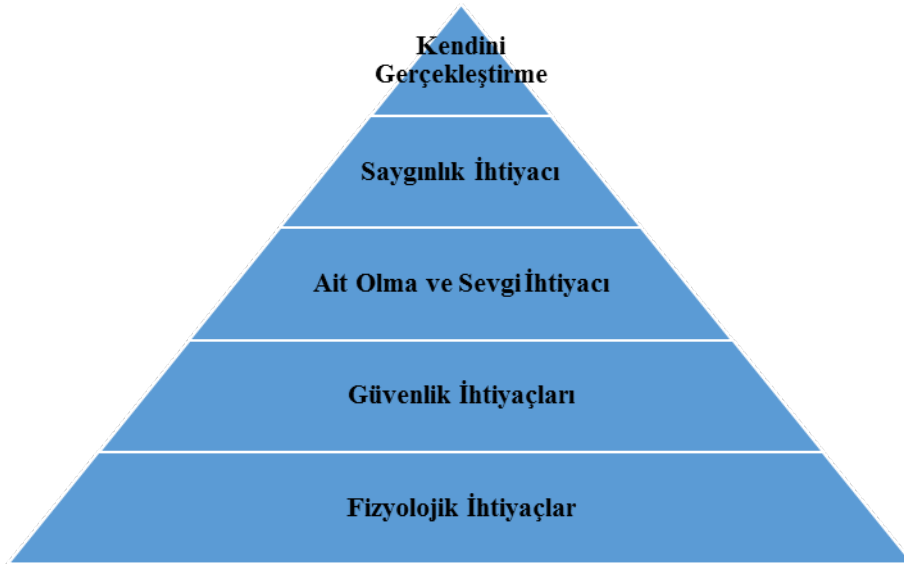 Kendini
Gerçekleştirme
Saygınlık İhtiyacı
Ait Olma ve Sevgi İhtiyacı
Güvenlik İhtiyaçları
Fizyolojik İhtiyaçlar